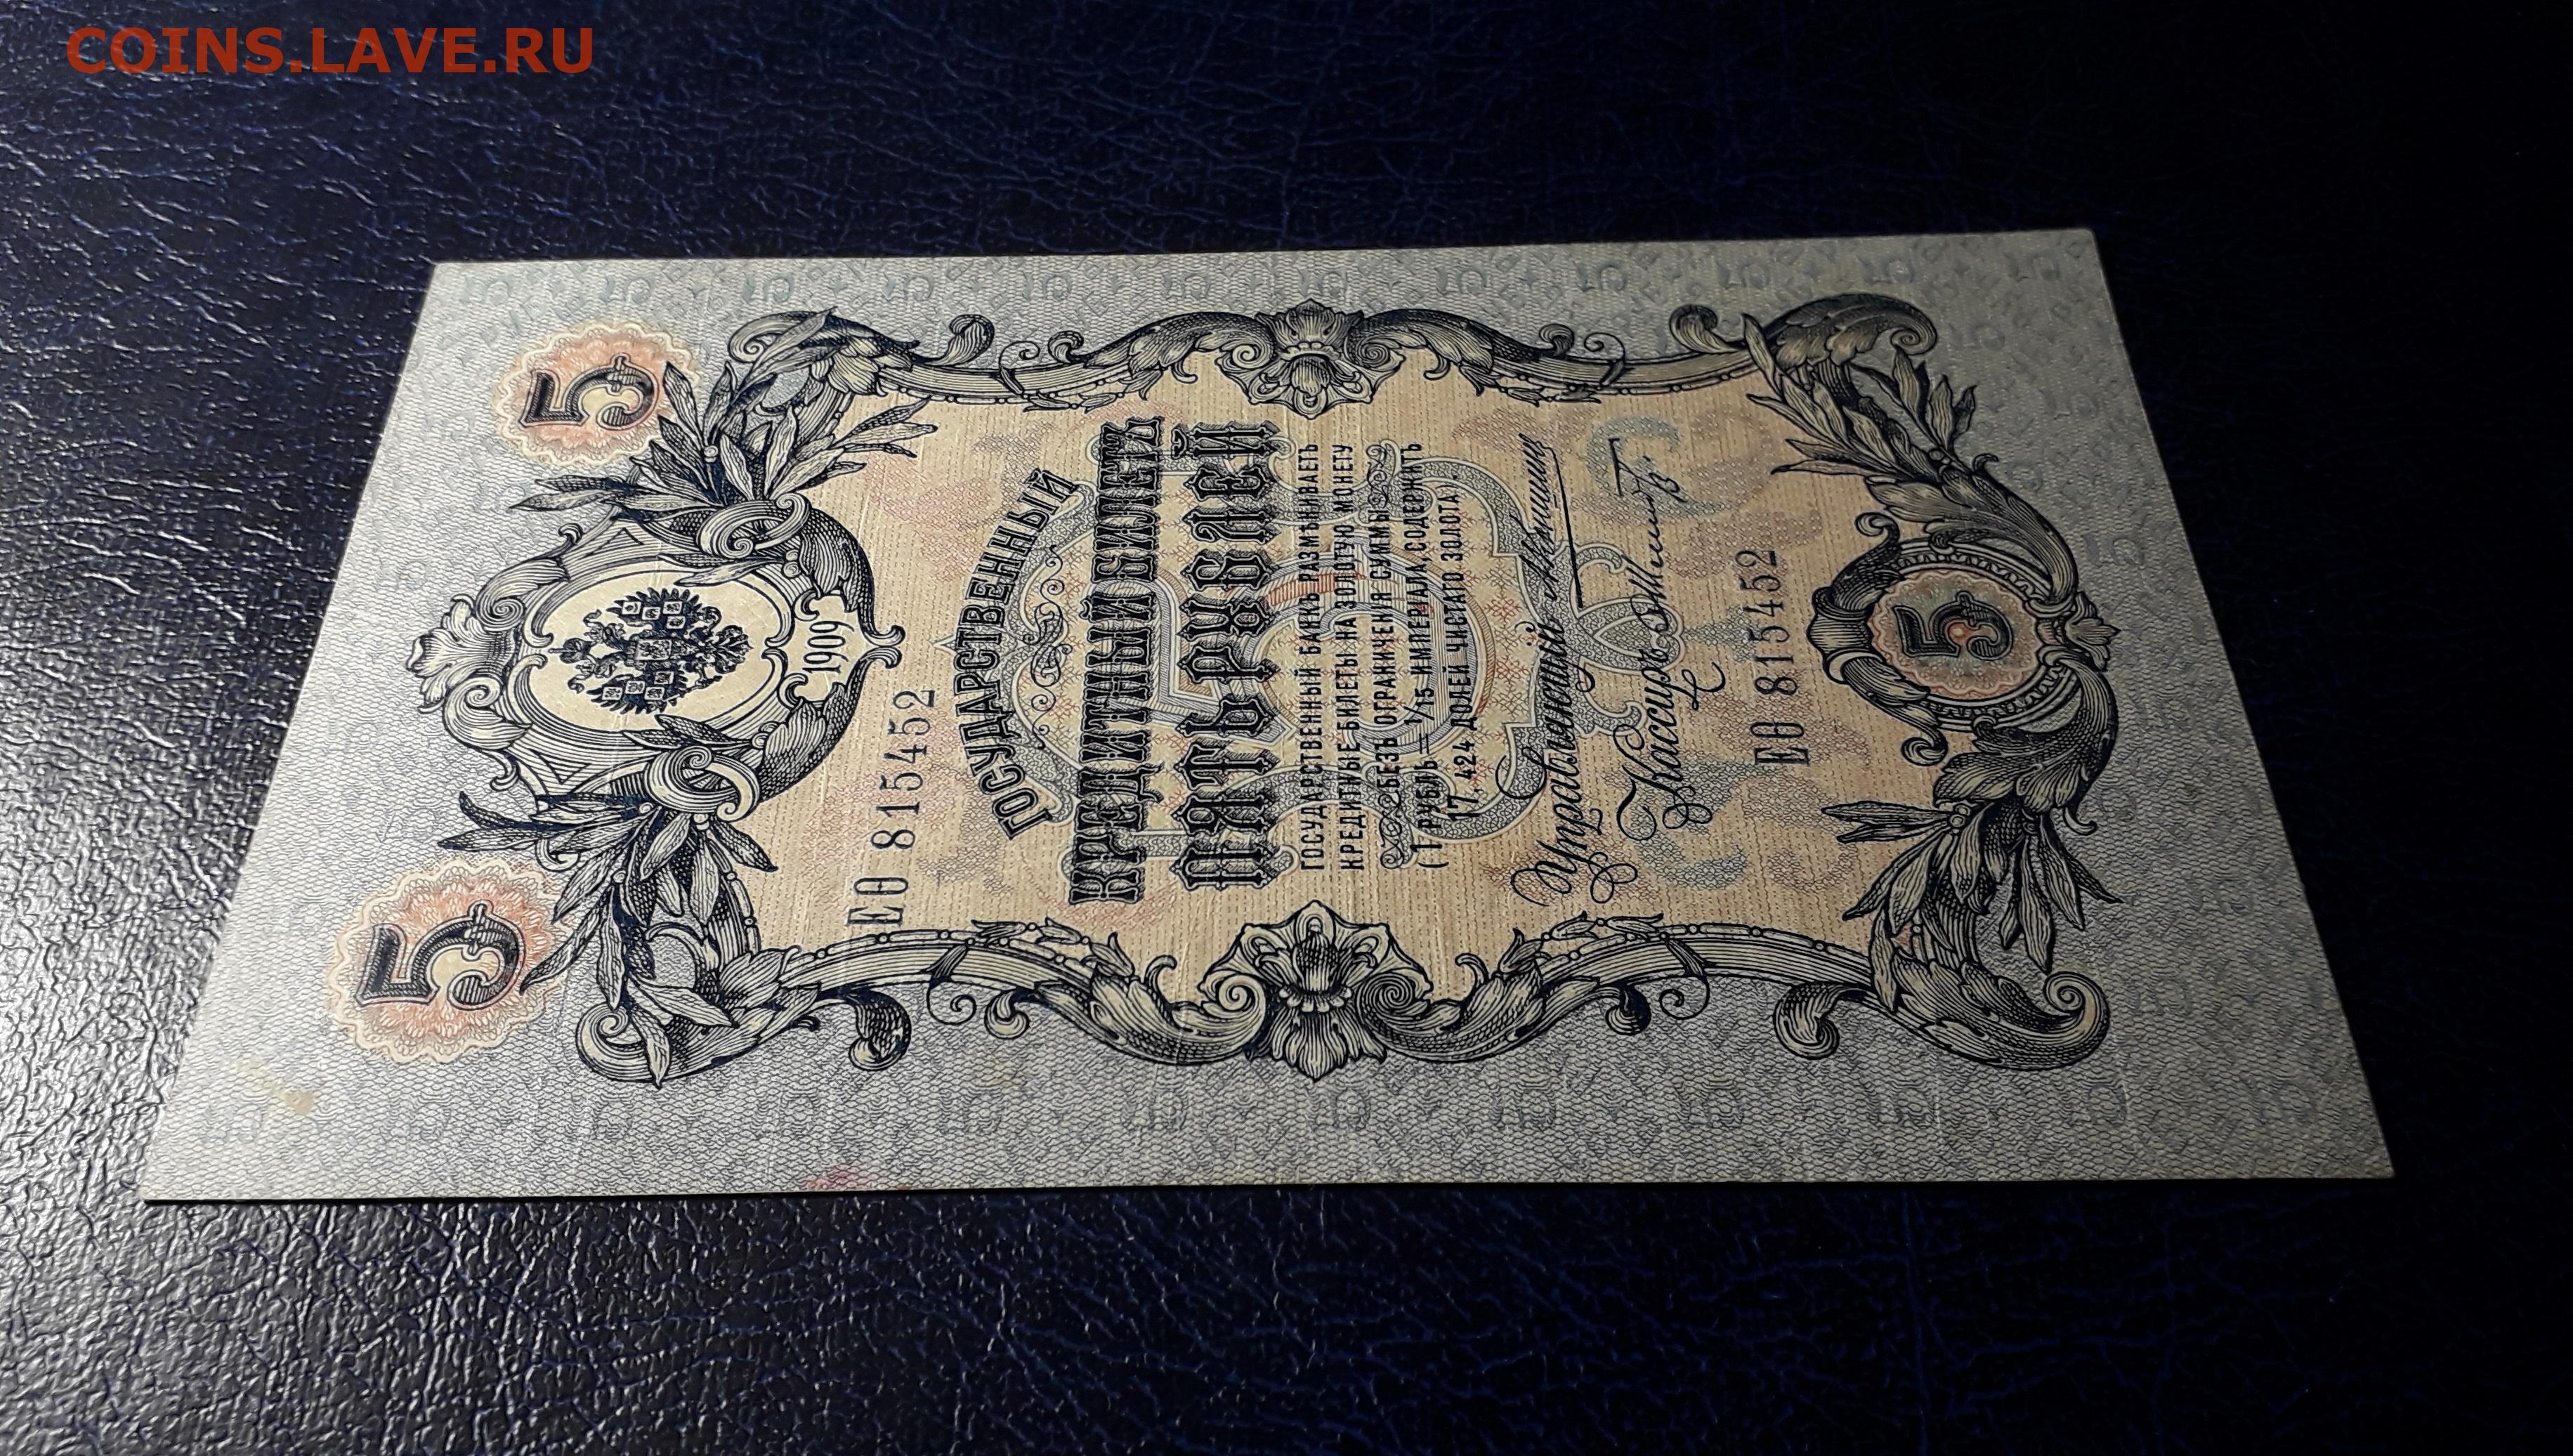 COINS.LAVE.RU
5
5
1909
ЕѲ 815452
ГОСУДАРСТВЕННЫЙ
КРЕДИТНЫЙ БИЛЕТЪ
ПЯТЬ РУБЛЕЙ
ГОСУДАРСТВЕННЫЙ БАНКЪ РАЗМѢНИВАЕТЪ
КРЕДИТНЫЕ БИЛЕТЫ НА ЗОЛОТУЮ МОНЕТУ
БЕЗЪ ОГРАНИЧЕНІЯ СУММЫ
(1 РУБЛЬ = 1/15 ИМПЕРІАЛА, СОДЕРЖИТЪ
17,424 ДОЛЕЙ ЧИСТАГО ЗОЛОТА)
Управляющій
Кассиръ
ЕѲ 815452
5